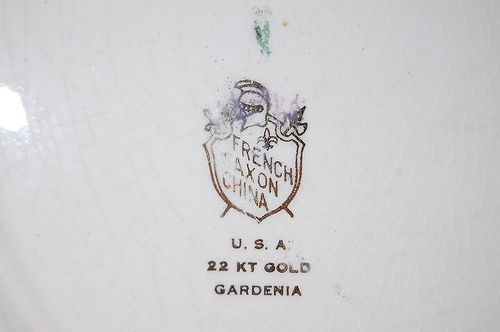 FRENCH
SAXON
CHINA
U. S. A
22 KT GOLD
GARDENIA